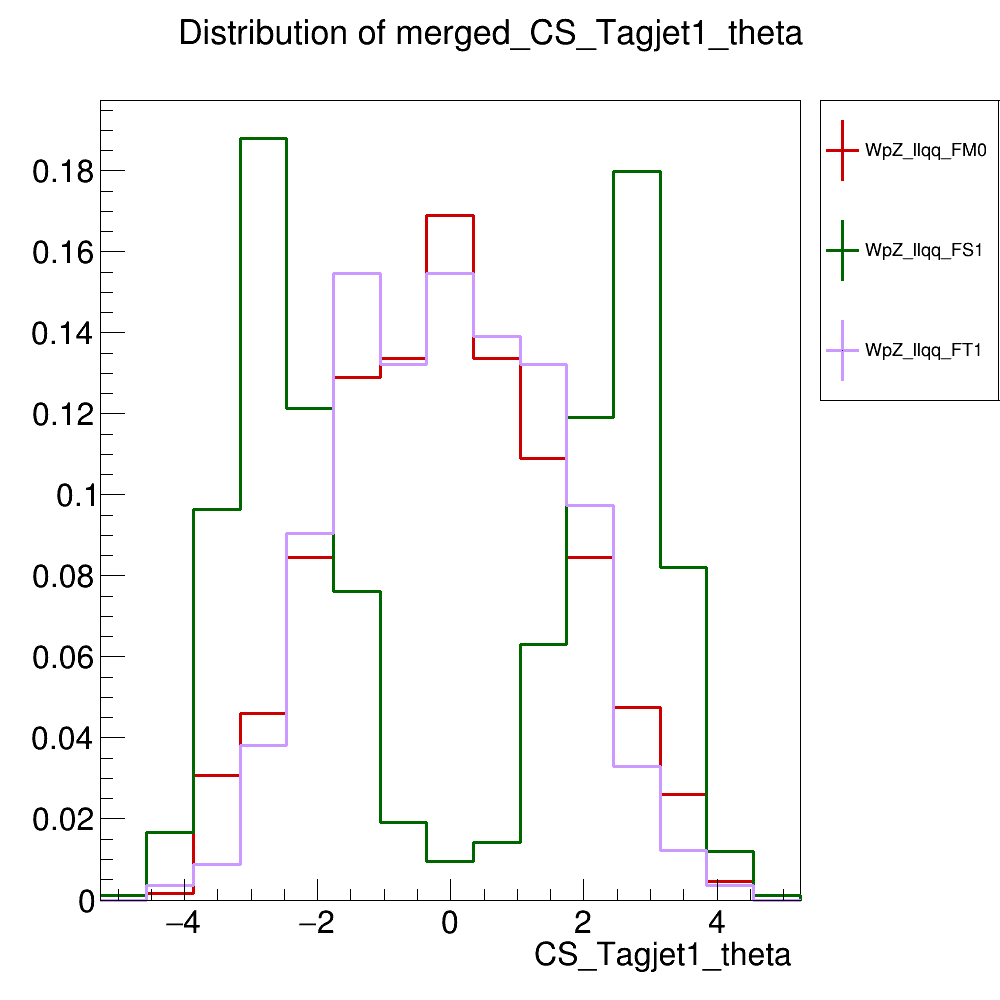 Distribution of merged_CS_Tagjet1_theta
WpZ_llqq_FM0
WpZ_llqq_FS1
WpZ_llqq_FT1
0.18
0.16
0.14
0.12
0.1
0.08
0.06
0.04
0.02
0
−4 −2 0 2 4
CS_Tagjet1_theta